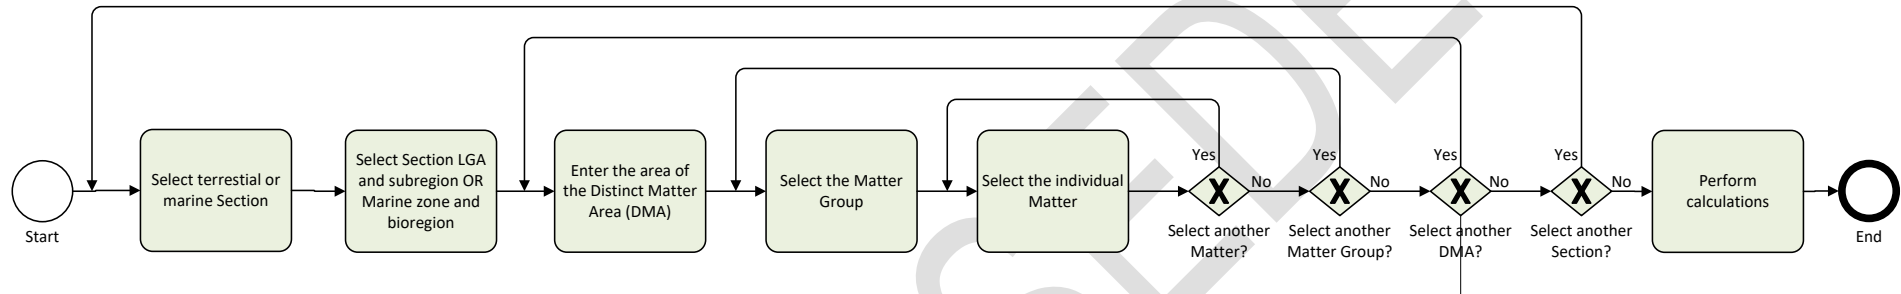 Start
Select terrestial or
marine Section
Select Section LGA
and subregion OR
Marine zone and
bioregion
Enter the area of
the Distinct Matter
Area (DMA)
Select the Matter
Group
Select the individual
Matter
Yes
X
No
Select another
Matter?
Yes
X
No
Select another
Matter Group?
Yes
X
No
Select another
DMA?
Yes
X
No
Select another
Section?
Perform
calculations
End